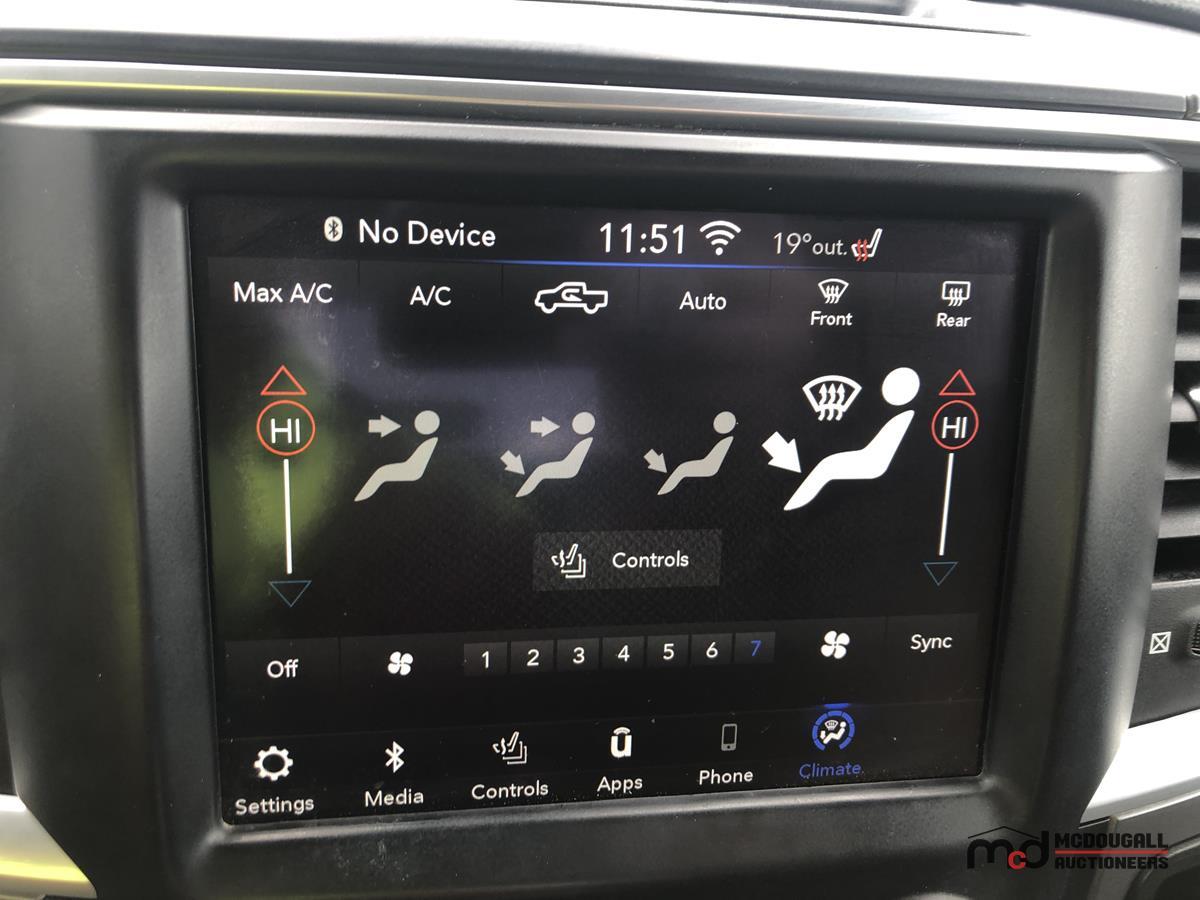 No Device 11:51 19°out.
Max A/C A/C Auto Front Rear
HI HI
Controls
Off 1 2 3 4 5 6 7 Sync
Settings Media Controls Apps Phone Climate
mcd MCDOUGALL
AUCTIONEERS